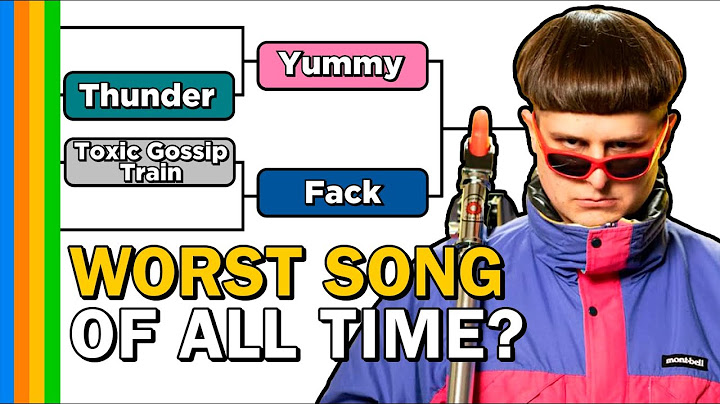 Yummy
Thunder
Toxic Gossip
Train
Fack
WORST SONG
OF ALL TIME?
mont-bell